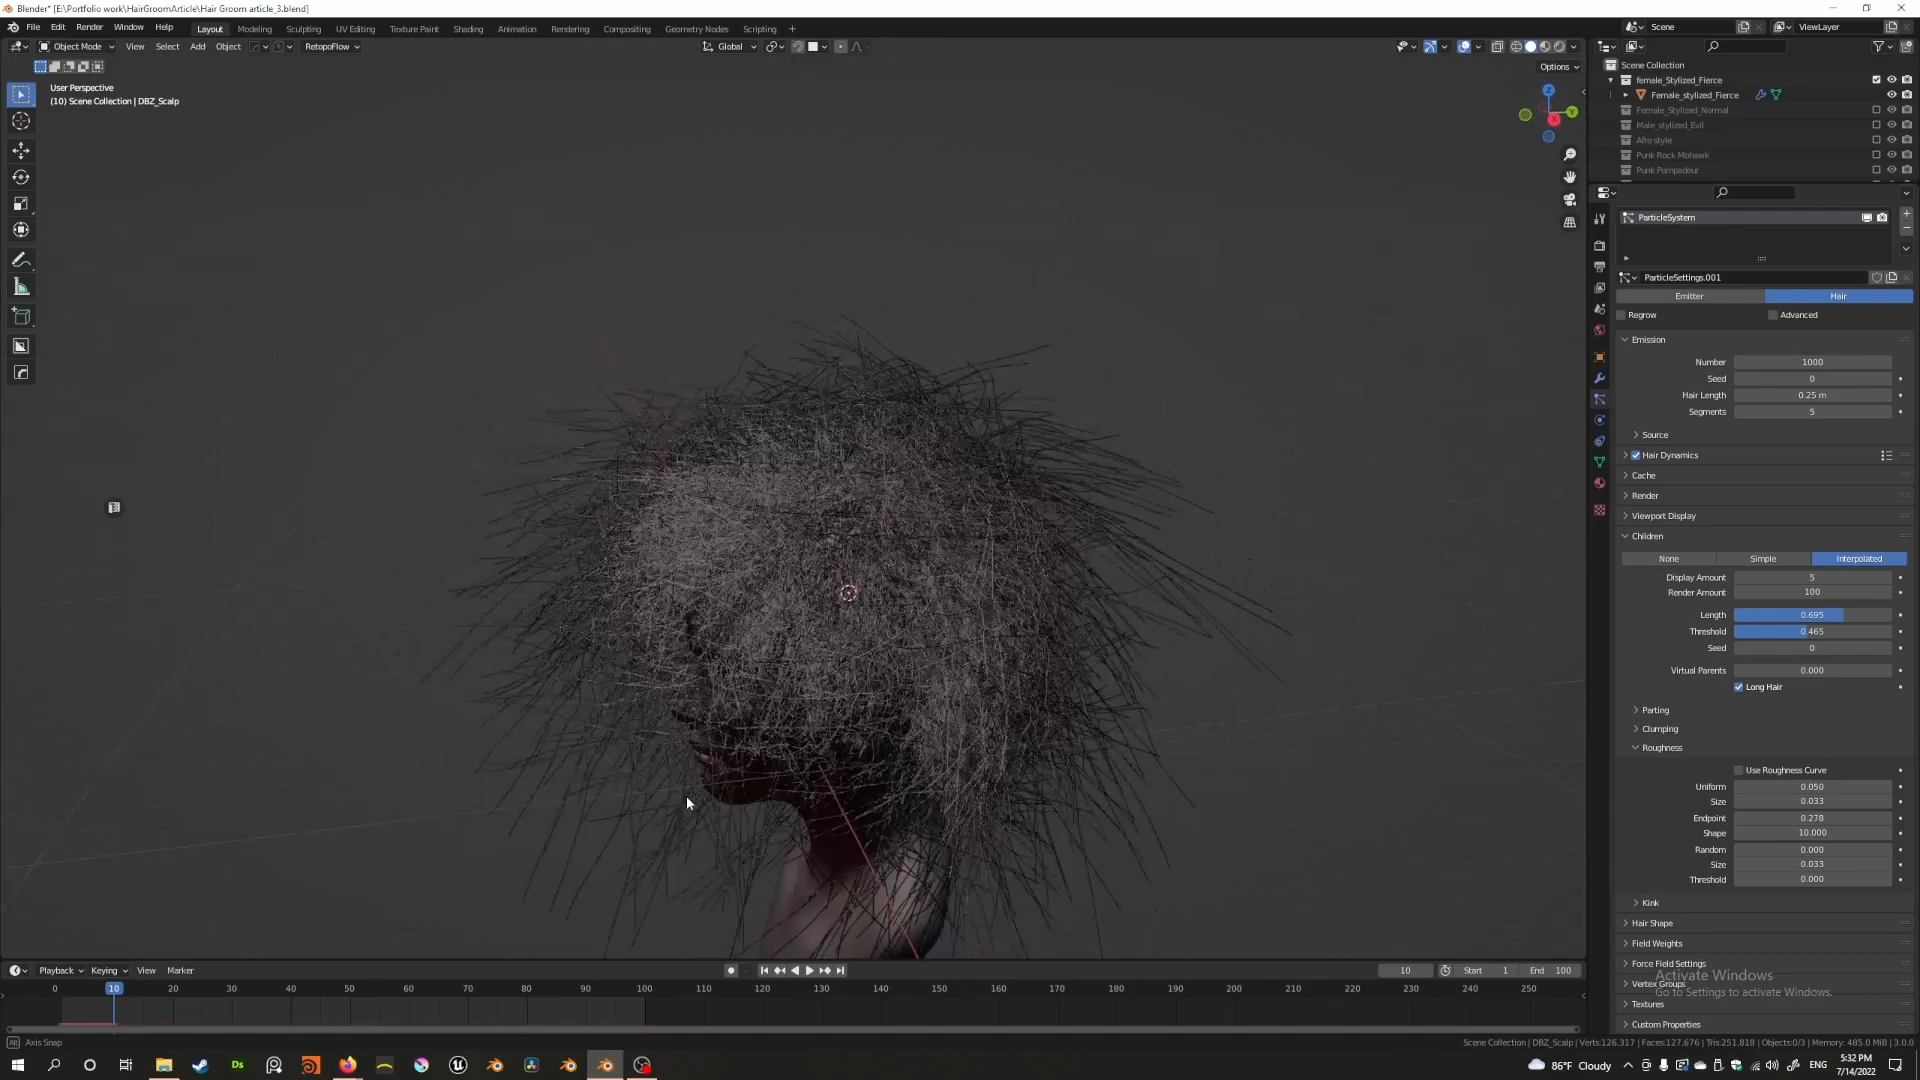 Blender* [E:\Portfolio work\HairGroomArticle\Hair Groom article_3.blend]
File Edit Render Window Help Layout Modeling Sculpting UV Editing Texture Paint Shading Animation Rendering Compositing Geometry Nodes Scripting + Scene ViewLayer
Object Mode View Select Add Object RetopoFlow Global
Options
User Perspective
(10) Scene Collection | DBZ_Scalp
Scene Collection
female_Stylized_Fierce
Female_stylized_Fierce
Female_Stylized_Normal
Male_stylized_Evil
Afro style
Punk Rock Mohawk
Punk Pompadour
ParticleSystem
ParticleSettings.001
Emitter Hair
Regrow Advanced
Emission
Number 1000
Seed 0
Hair Length 0.25 m
Segments 5
Source
Hair Dynamics
Cache
Render
Viewport Display
Children
None Simple Interpolated
Display Amount 5
Render Amount 100
Length 0.695
Threshold 0.465
Seed 0
Virtual Parents 0.000
Long Hair
Parting
Clumping
Roughness
Use Roughness Curve
Uniform 0.050
Size 0.033
Endpoint 0.278
Shape 10.000
Random 0.000
Size 0.033
Threshold 0.000
Kink
Hair Shape
Field Weights
Force Field Settings
Activate Windows
Vertex Groups
Go to Settings to activate Windows.
Textures
Custom Properties
Z Y X
Playback Keying View Marker 10 Start 1 End 100
0 10 20 30 40 50 60 70 80 90 100 110 120 130 140 150 160 170 180 190 200 210 220 230 240 250
Alt Axis Snap
Scene Collection | DBZ_Scalp | Verts:126,317 | Faces:127,676 | Tris:251,818 | Objects:0/3 | Memory: 485.0 MiB | 3.0.0
Ds
86°F Cloudy ENG 5:32 PM
7/14/2022